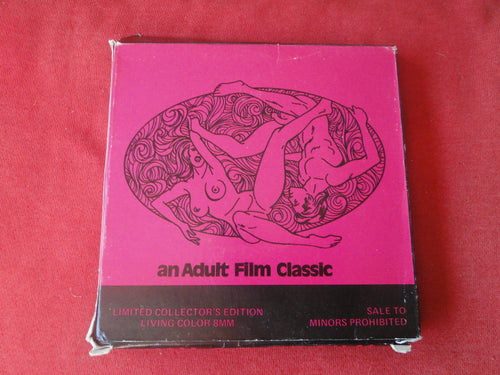 an Adult Film Classic
LIMITED COLLECTOR'S EDITION
LIVING COLOR 8MM
SALE TO
MINORS PROHIBITED